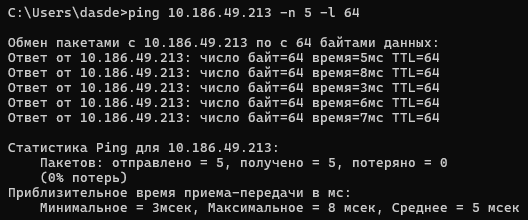 C:\Users\dasde>ping 10.186.49.213 -n 5 -l 64
Обмен пакетами с 10.186.49.213 по с 64 байтами данных:
Ответ от 10.186.49.213: число байт=64 время=5мс TTL=64
Ответ от 10.186.49.213: число байт=64 время=8мс TTL=64
Ответ от 10.186.49.213: число байт=64 время=3мс TTL=64
Ответ от 10.186.49.213: число байт=64 время=6мс TTL=64
Ответ от 10.186.49.213: число байт=64 время=7мс TTL=64
Статистика Ping для 10.186.49.213:
Пакетов: отправлено = 5, получено = 5, потеряно = 0
(0% потерь)
Приблизительное время приема-передачи в мс:
Минимальное = 3мсек, Максимальное = 8 мсек, Среднее = 5 мсек